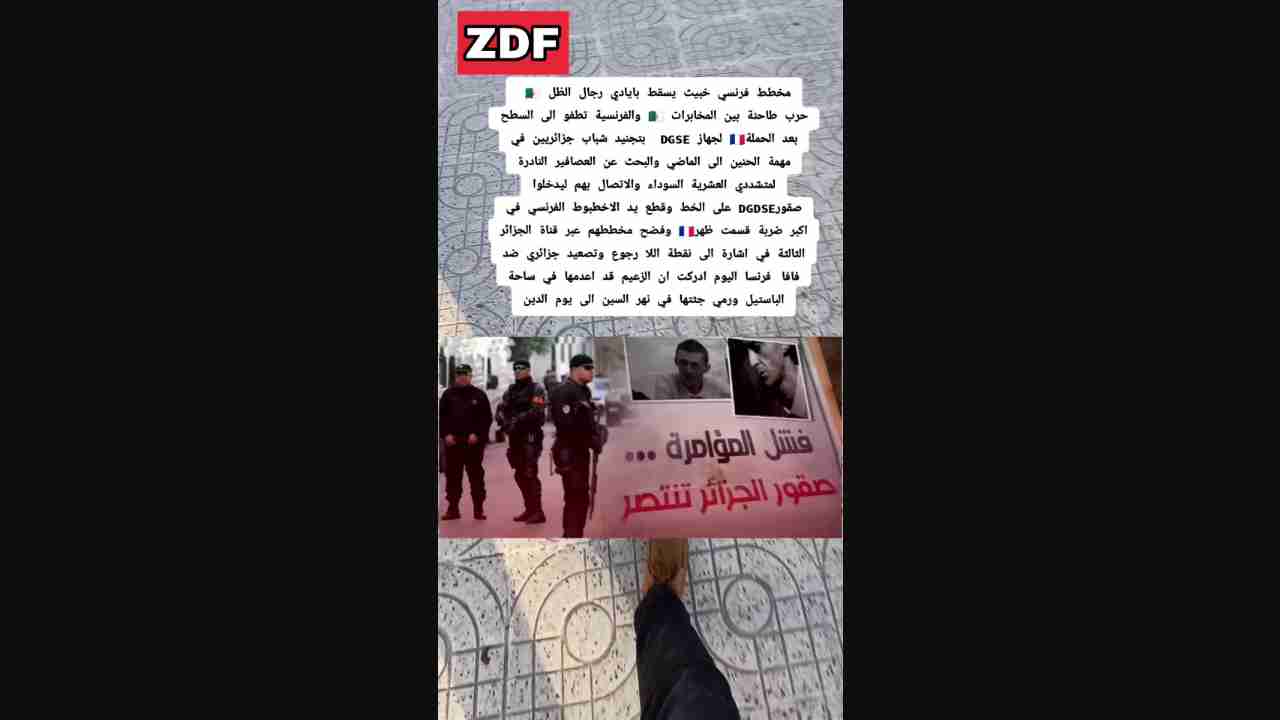 ZDF
مخطط فرنسي خبيث يسقط بايادي رجال الظل 🇩🇿
حرب طاحنة بين المخابرات 🇩🇿 والفرنسية تطفو الى السطح
بعد الحملة🇫🇷 لجهاز DGSE بتجنيد شباب جزائريين في
مهمة الحنين الى الماضي والبحث عن العصافير النادرة
لمتشددي العشرية السوداء والاتصال بهم ليدخلوا
صقورDGDSE على الخط وقطع يد الاخطبوط الفرنسي في
اكبر ضربة قسمت ظهر🇫🇷 وفضح مخططهم عبر قناة الجزائر
الثالثة في اشارة الى نقطة اللا رجوع وتصعيد جزائري ضد
فافا فرنسا اليوم ادركت ان الزعيم قد اعدمها في ساحة
الباستيل ورمي جثتها في نهر السين الى يوم الدين
فشل المؤامرة ...
صقور الجزائر تنتصر